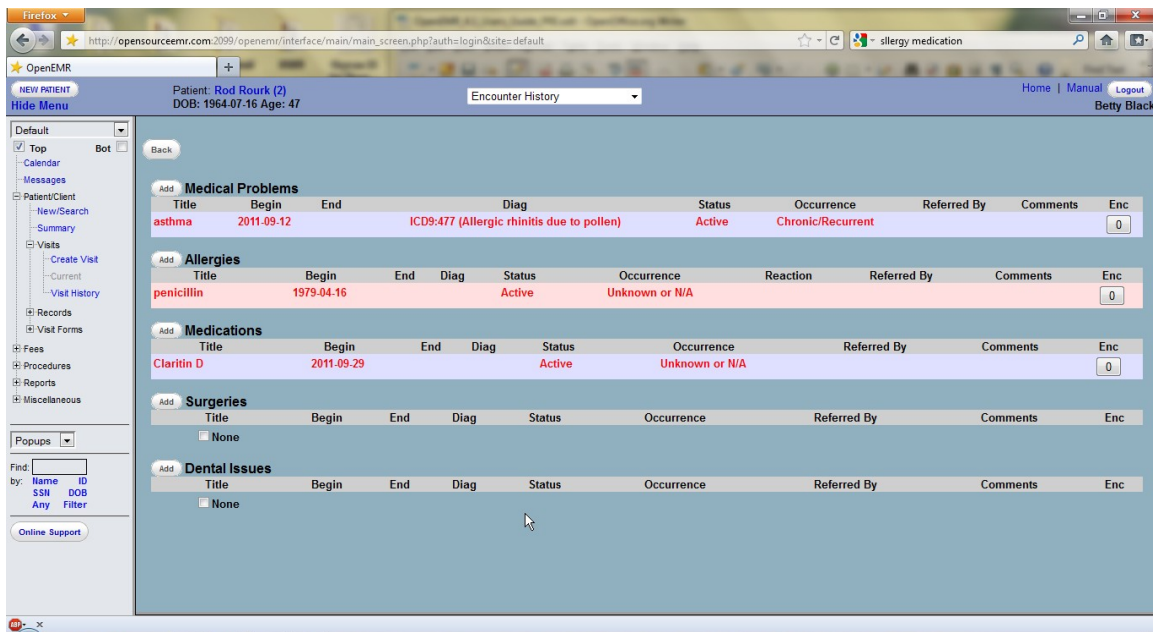 Firefox
http://opensourceemr.com:2099/openemr/interface/main/main_screen.php?auth=login&site=default
sllergy medication
OpenEMR
+
NEW PATIENT
Hide Menu
Patient: Rod Rourk (2)
DOB: 1964-07-16 Age: 47
Encounter History
Home | Manual Logout
Betty Black
Default
Top Bot
Calendar
Messages
Patient/Client
New/Search
Summary
Visits
Create Visit
Current
Visit History
Records
Visit Forms
Fees
Procedures
Reports
Miscellaneous
Popups
Find:
by: Name ID
SSN DOB
Any Filter
Online Support
Back
Add Medical Problems
Title Begin End Diag Status Occurrence Referred By Comments Enc
asthma 2011-09-12 ICD9:477 (Allergic rhinitis due to pollen) Active Chronic/Recurrent 0
Add Allergies
Title Begin End Diag Status Occurrence Reaction Referred By Comments Enc
penicillin 1979-04-16 Active Unknown or N/A 0
Add Medications
Title Begin End Diag Status Occurrence Referred By Comments Enc
Claritin D 2011-09-29 Active Unknown or N/A 0
Add Surgeries
Title Begin End Diag Status Occurrence Referred By Comments Enc
None
Add Dental Issues
Title Begin End Diag Status Occurrence Referred By Comments Enc
None
ABP
x